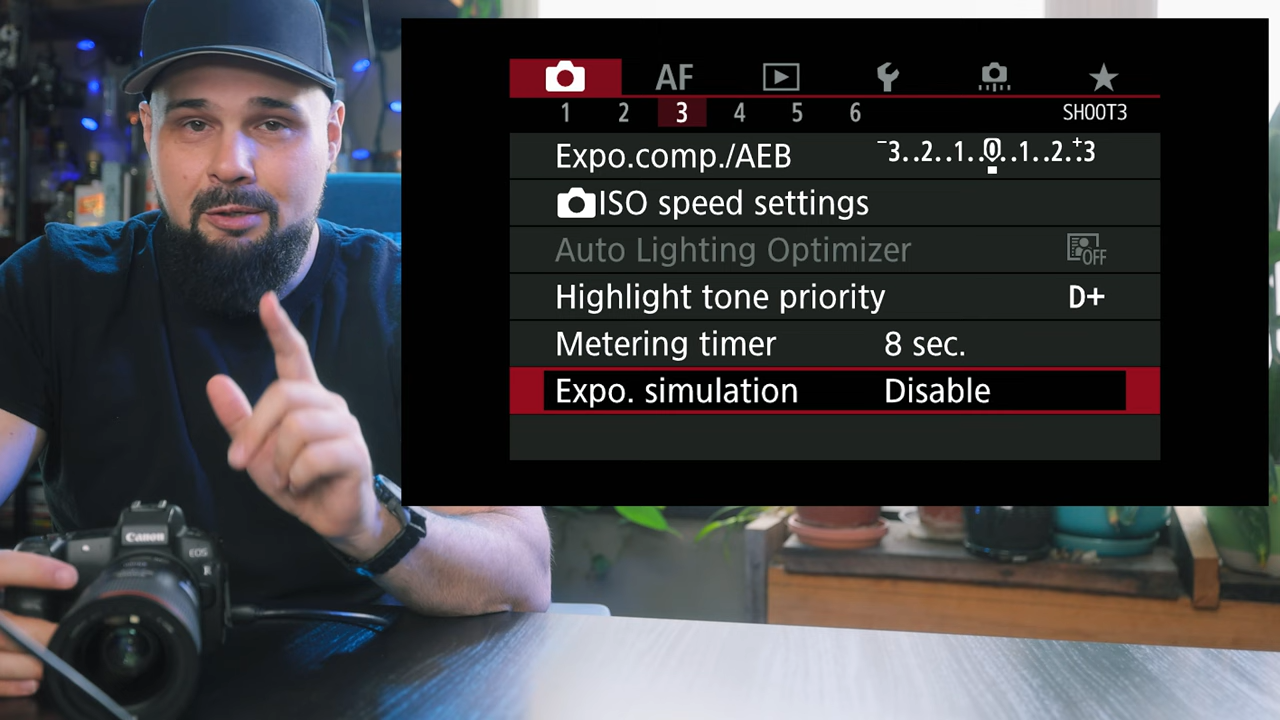 AF
1 2 3 4 5 6 SHOOT3
Expo.comp./AEB -3..2..1..0..1..2..+3
ISO speed settings
Auto Lighting Optimizer OFF
Highlight tone priority D+
Metering timer 8 sec.
Expo. simulation Disable
Canon
EOS
R